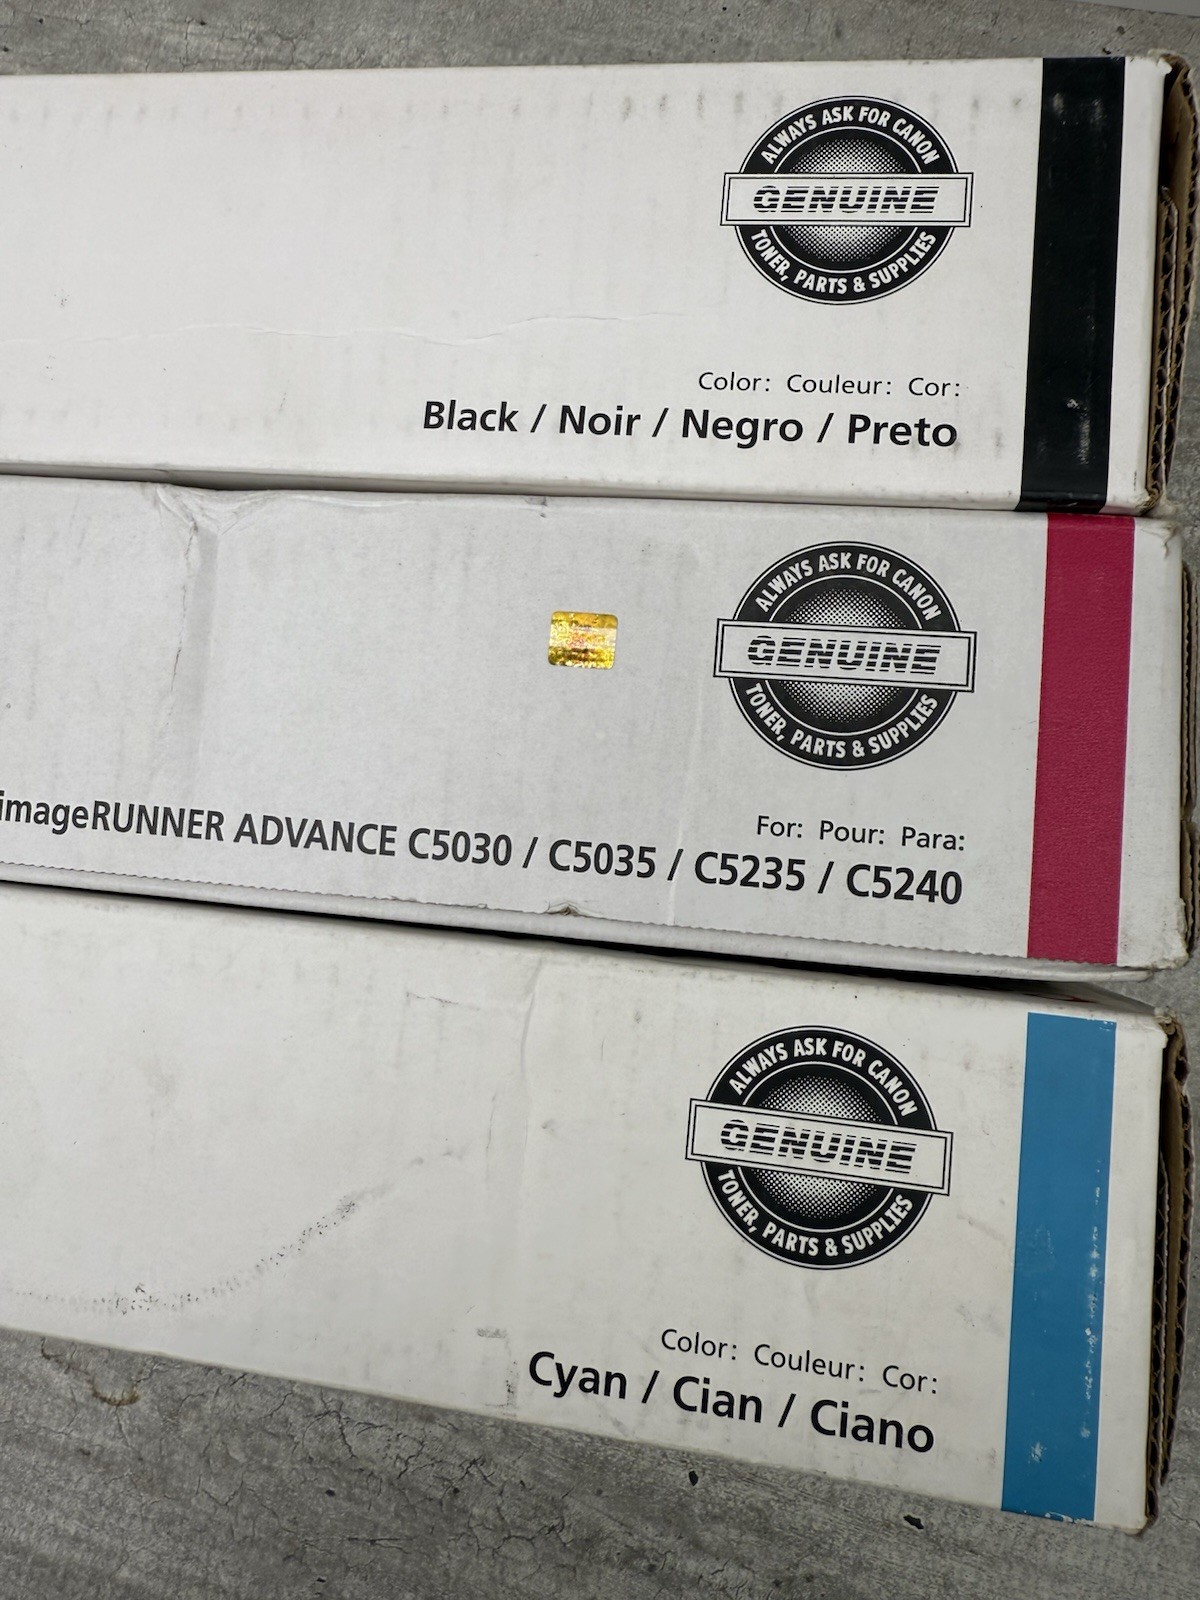 ALWAYS ASK FOR CANON
GENUINE
TONER, PARTS & SUPPLIES
Color: Couleur: Cor:
Black / Noir / Negro / Preto
ALWAYS ASK FOR CANON
GENUINE
TONER, PARTS & SUPPLIES
For: Pour: Para:
imageRUNNER ADVANCE C5030 / C5035 / C5235 / C5240
ALWAYS ASK FOR CANON
GENUINE
TONER, PARTS & SUPPLIES
Color: Couleur: Cor:
Cyan / Cian / Ciano